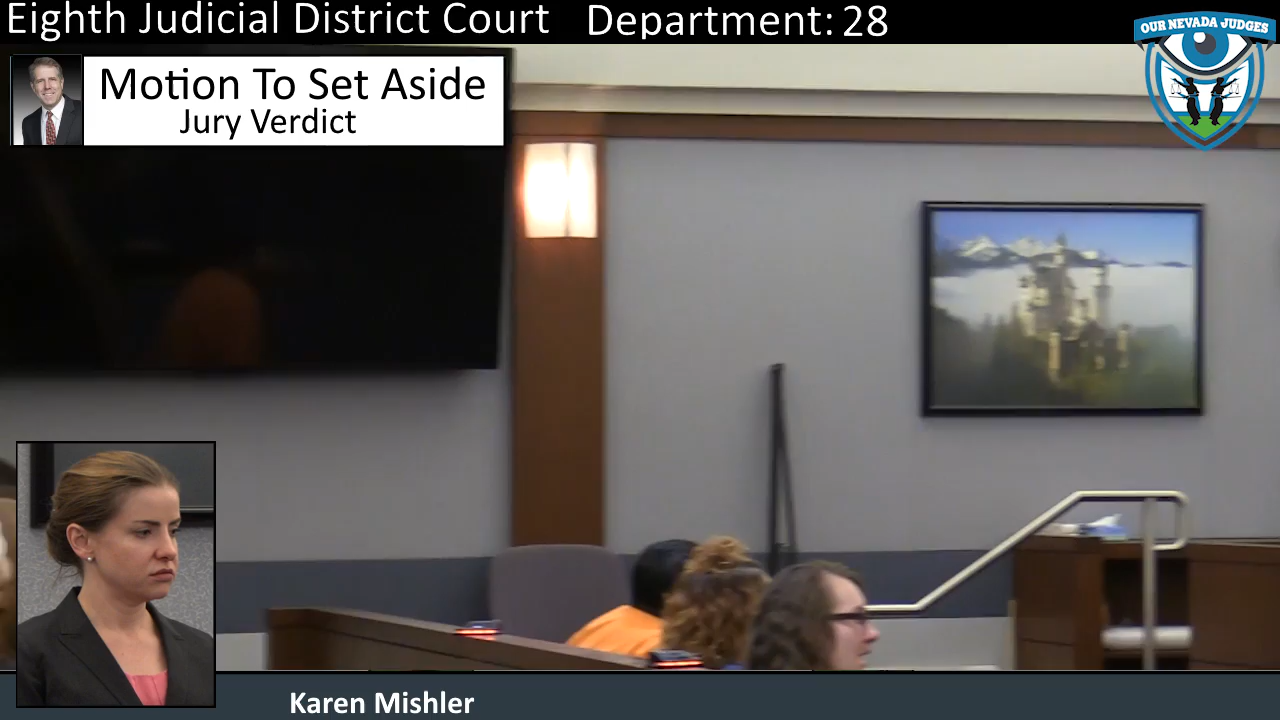 Eighth Judicial District Court Department: 28
OUR NEVADA JUDGES
Motion To Set Aside
Jury Verdict
Karen Mishler